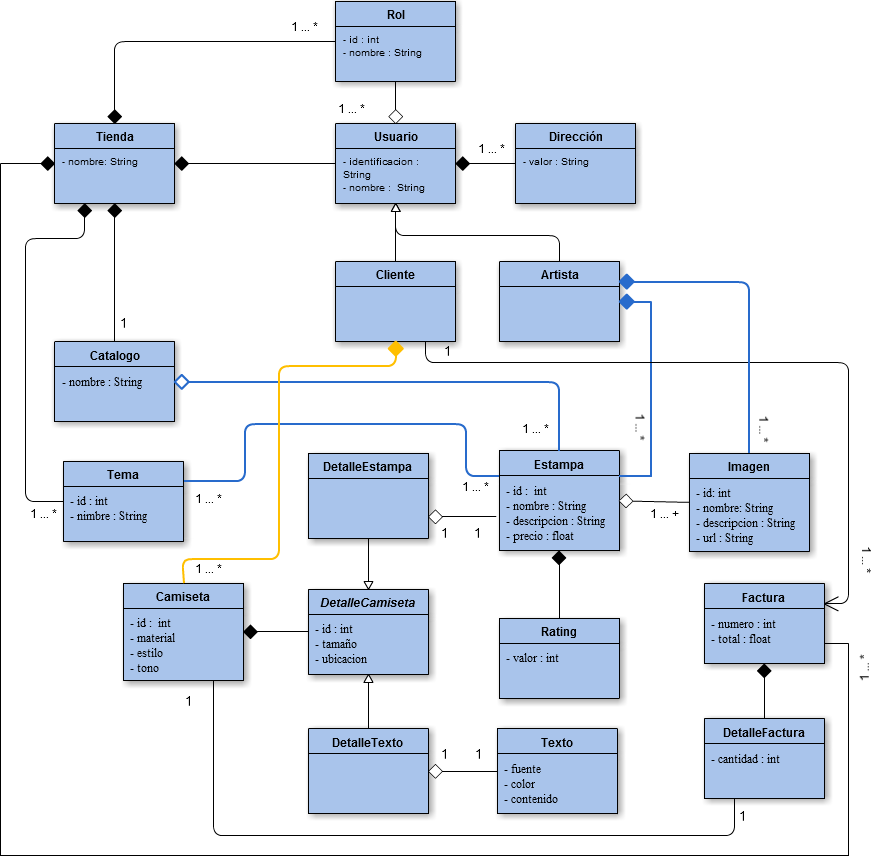 Rol
- id : int
- nombre : String
1 ... *
1 ... *
Tienda
- nombre: String
Usuario
- identificacion :
String
- nombre :  String
1 ... *
Dirección
- valor : String
Cliente
Artista
1
1
Catalogo
- nombre : String
1 ... *
1 ... *
1 ... *
Tema
- id : int
- nimbre : String
1 ... *
1 ... *
DetalleEstampa
1 ... *
Estampa
- id :  int
- nombre : String
- descripcion : String
- precio : float
1 ... +
Imagen
- id: int
- nombre: String
- descripcion : String
- url : String
1
1
1 ... *
1 ... *
Camiseta
- id :  int
- material
- estilo
- tono
DetalleCamiseta
- id : int
- tamaño
- ubicacion
Rating
- valor : int
Factura
- numero : int
- total : float
1 ... *
1
DetalleTexto
1
1
Texto
- fuente
- color
- contenido
DetalleFactura
- cantidad : int
1